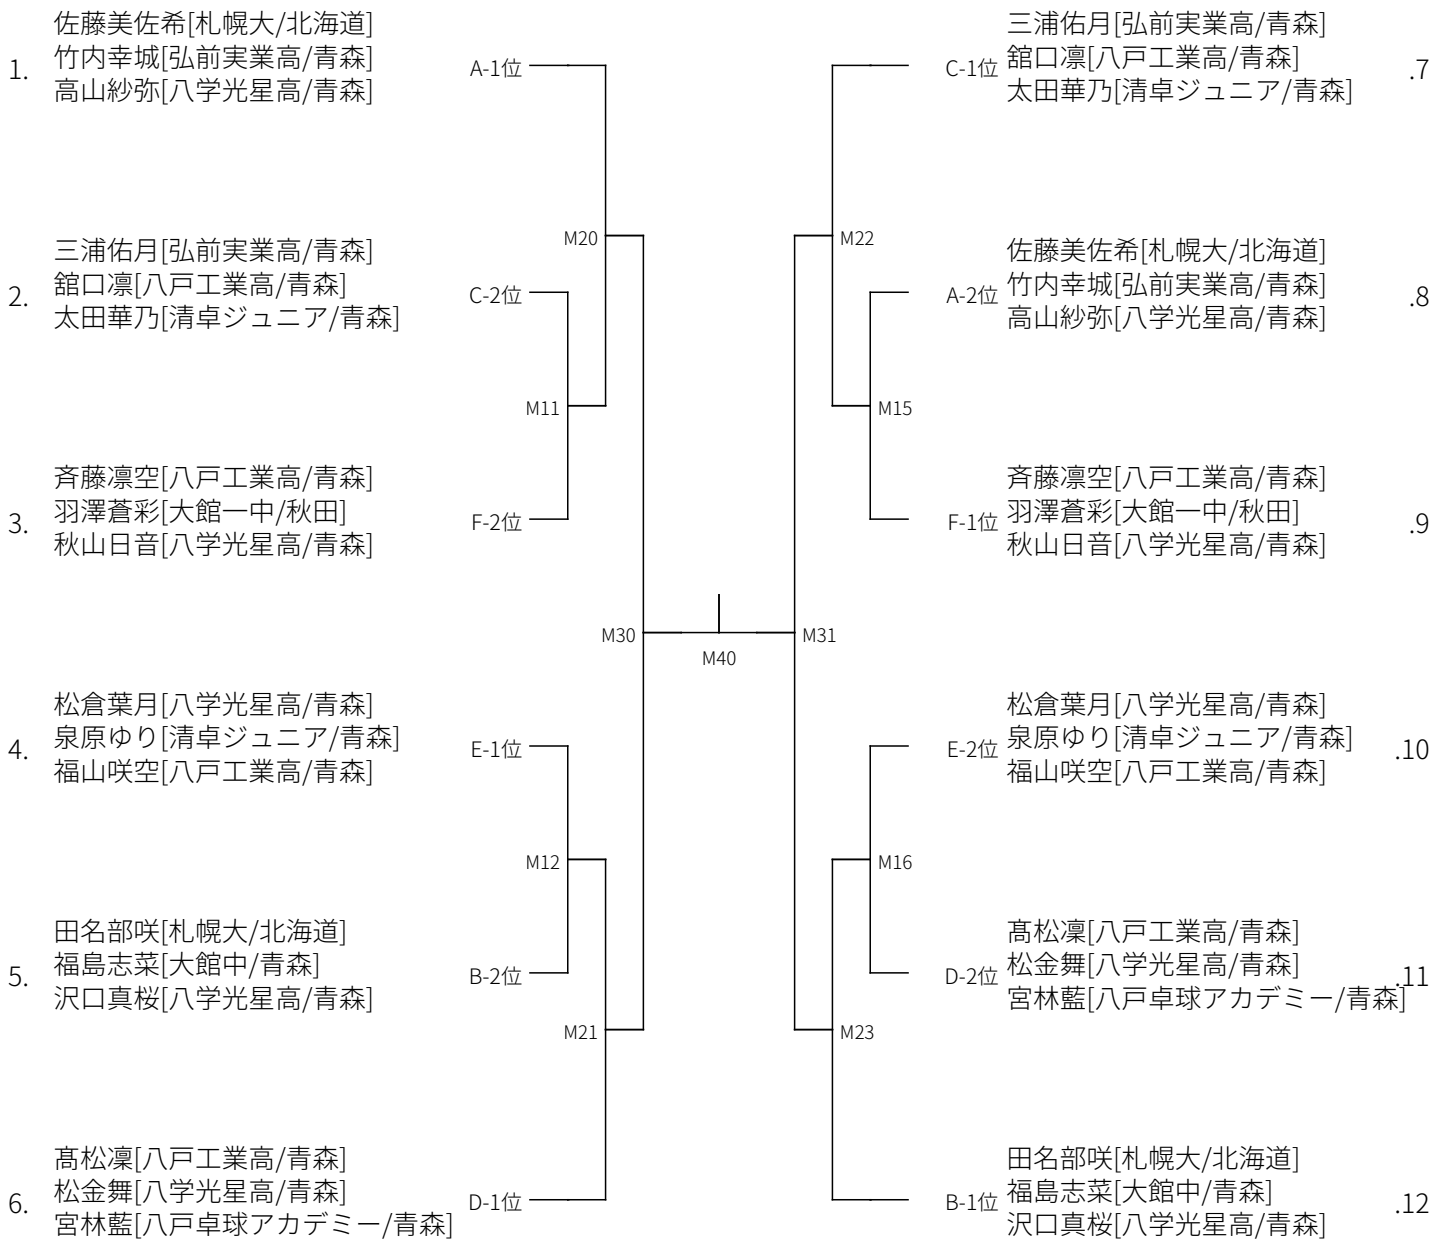 1.
佐藤美佐希[札幌大/北海道]
竹内幸城[弘前実業高/青森]
高山紗弥[八学光星高/青森]
A-1位
2.
三浦佑月[弘前実業高/青森]
舘口凛[八戸工業高/青森]
太田華乃[清卓ジュニア/青森]
C-2位
3.
斉藤凛空[八戸工業高/青森]
羽澤蒼彩[大館一中/秋田]
秋山日音[八学光星高/青森]
F-2位
4.
松倉葉月[八学光星高/青森]
泉原ゆり[清卓ジュニア/青森]
福山咲空[八戸工業高/青森]
E-1位
5.
田名部咲[札幌大/北海道]
福島志菜[大館中/青森]
沢口真桜[八学光星高/青森]
B-2位
6.
髙松凜[八戸工業高/青森]
松金舞[八学光星高/青森]
宮林藍[八戸卓球アカデミー/青森]
D-1位
M20
M11
M30
M12
M21
M40
M22
M15
M31
M16
M23
C-1位
三浦佑月[弘前実業高/青森]
舘口凛[八戸工業高/青森]
太田華乃[清卓ジュニア/青森]
.7
A-2位
佐藤美佐希[札幌大/北海道]
竹内幸城[弘前実業高/青森]
高山紗弥[八学光星高/青森]
.8
F-1位
斉藤凛空[八戸工業高/青森]
羽澤蒼彩[大館一中/秋田]
秋山日音[八学光星高/青森]
.9
E-2位
松倉葉月[八学光星高/青森]
泉原ゆり[清卓ジュニア/青森]
福山咲空[八戸工業高/青森]
.10
D-2位
髙松凜[八戸工業高/青森]
松金舞[八学光星高/青森]
宮林藍[八戸卓球アカデミー/青森]
.11
B-1位
田名部咲[札幌大/北海道]
福島志菜[大館中/青森]
沢口真桜[八学光星高/青森]
.12